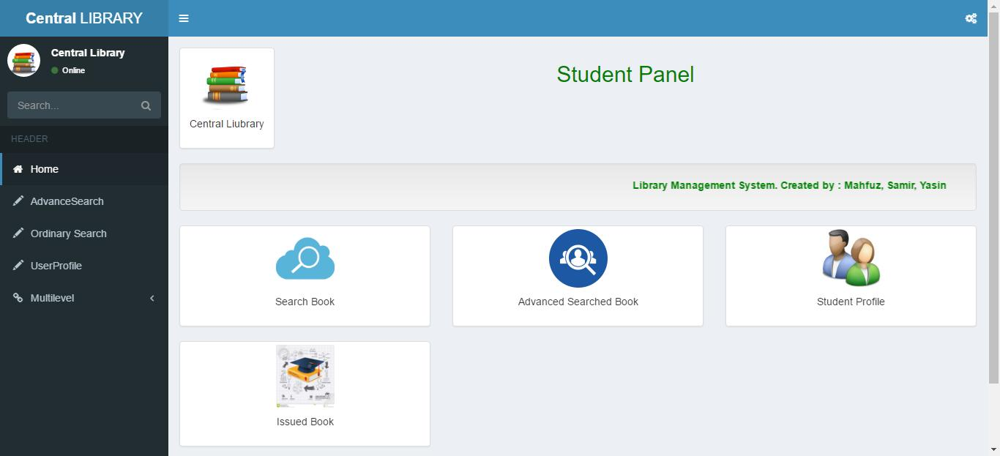 Central LIBRARY
Central Library
Online
Search...
HEADER
Home
AdvanceSearch
Ordinary Search
UserProfile
Multilevel
Student Panel
Central Liubrary
Library Management System. Created by : Mahfuz, Samir, Yasin
Search Book
Advanced Searched Book
Student Profile
Issued Book